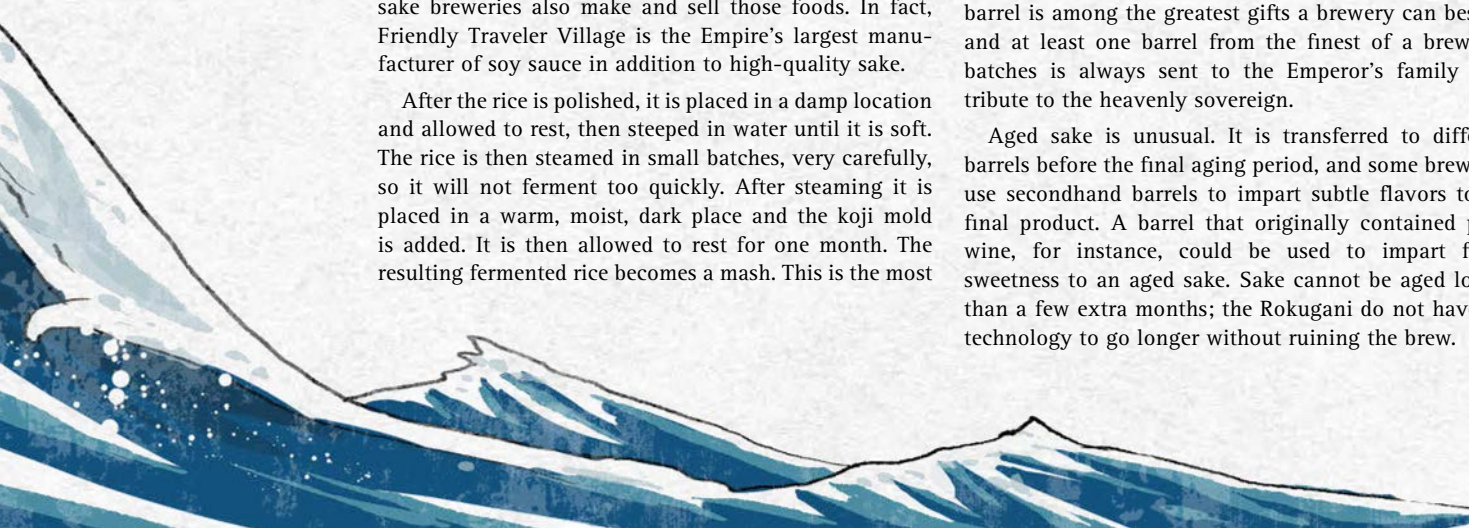 sake breweries also make and sell those foods. In fact,
Friendly Traveler Village is the Empire’s largest manu-
facturer of soy sauce in addition to high-quality sake.
After the rice is polished, it is placed in a damp location
and allowed to rest, then steeped in water until it is soft.
The rice is then steamed in small batches, very carefully,
so it will not ferment too quickly. After steaming it is
placed in a warm, moist, dark place and the koji mold
is added. It is then allowed to rest for one month. The
resulting fermented rice becomes a mash. This is the most
barrel is among the greatest gifts a brewery can
and at least one barrel from the finest of a
batches is always sent to the Emperor’s family
tribute to the heavenly sovereign.
Aged sake is unusual. It is transferred to
barrels before the final aging period, and some
use secondhand barrels to impart subtle flavors to
final product. A barrel that originally contained
wine, for instance, could be used to impart
sweetness to an aged sake. Sake cannot be aged
than a few extra months; the Rokugani do not
technology to go longer without ruining the brew.